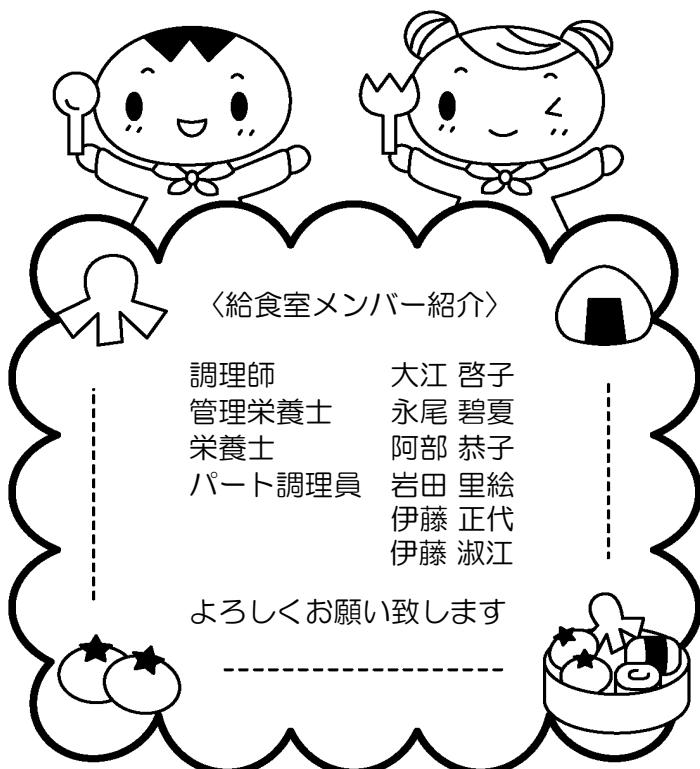 〈給食室メンバー紹介〉
調理師 大江 啓子
管理栄養士 永尾 碧夏
栄養士 阿部 恭子
パート調理員 岩田 里絵
伊藤 正代
伊藤 淑江
よろしくお願い致します